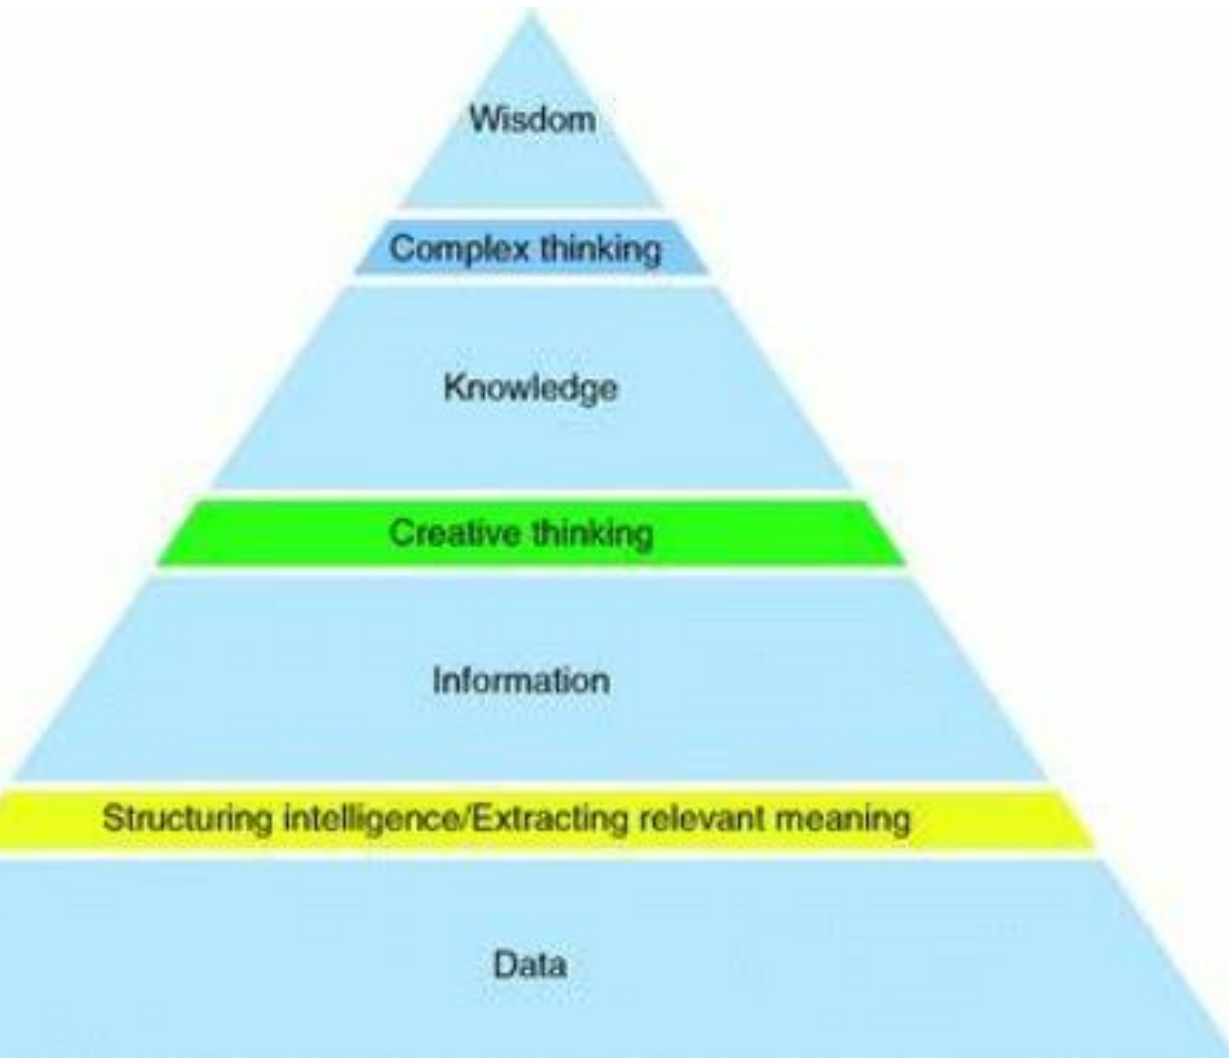 Wisdom
Complex thinking
Knowledge
Creative thinking
Information
Structuring intelligence/Extracting relevant meaning
Data